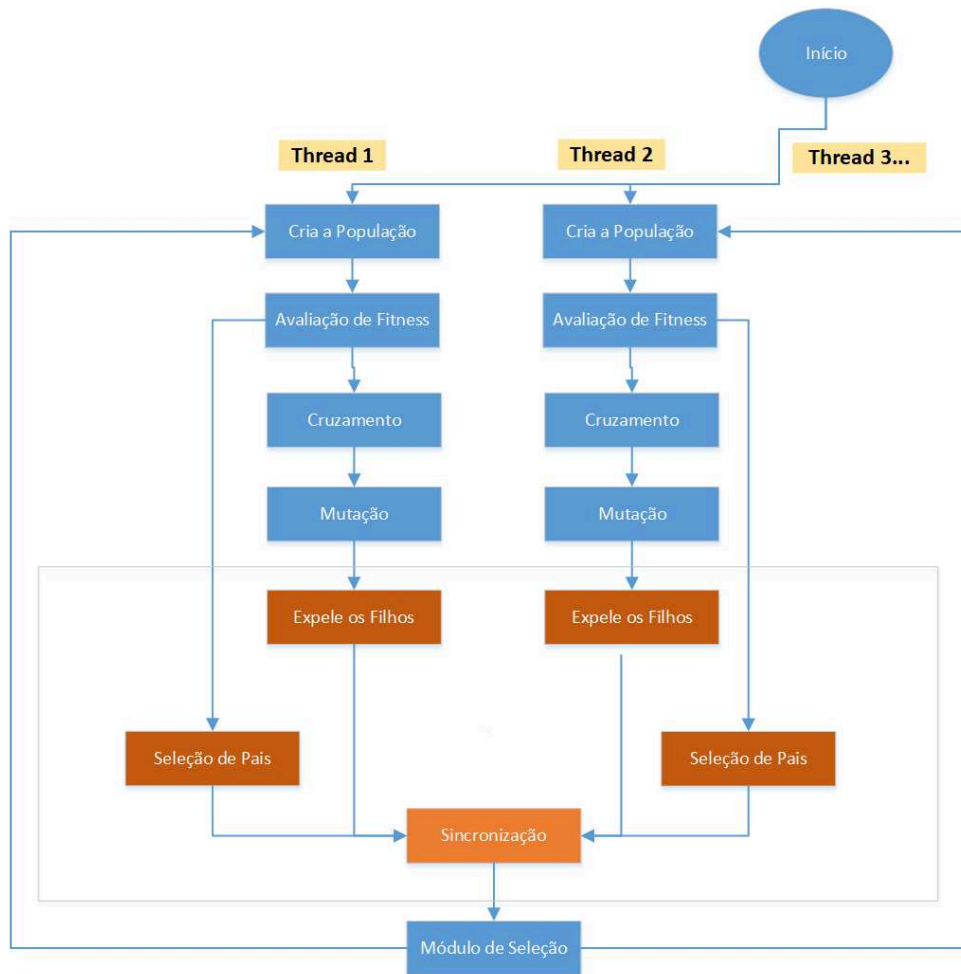 Início
Thread 1
Thread 2
Thread 3...
Cria a População
Cria a População
Avaliação de Fitness
Avaliação de Fitness
Cruzamento
Cruzamento
Mutação
Mutação
Expele os Filhos
Expele os Filhos
Seleção de Pais
Seleção de Pais
Sincronização
Módulo de Seleção